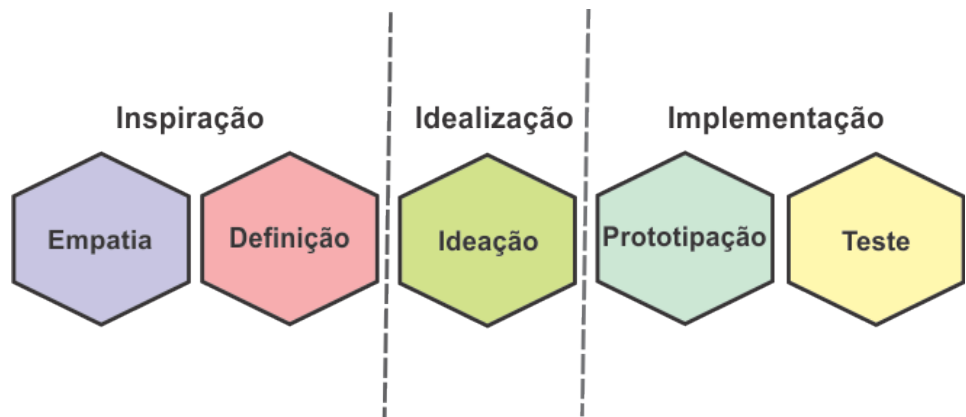 Inspiração
Idealização
Implementação
Empatia
Definição
Ideação
Prototipação
Teste